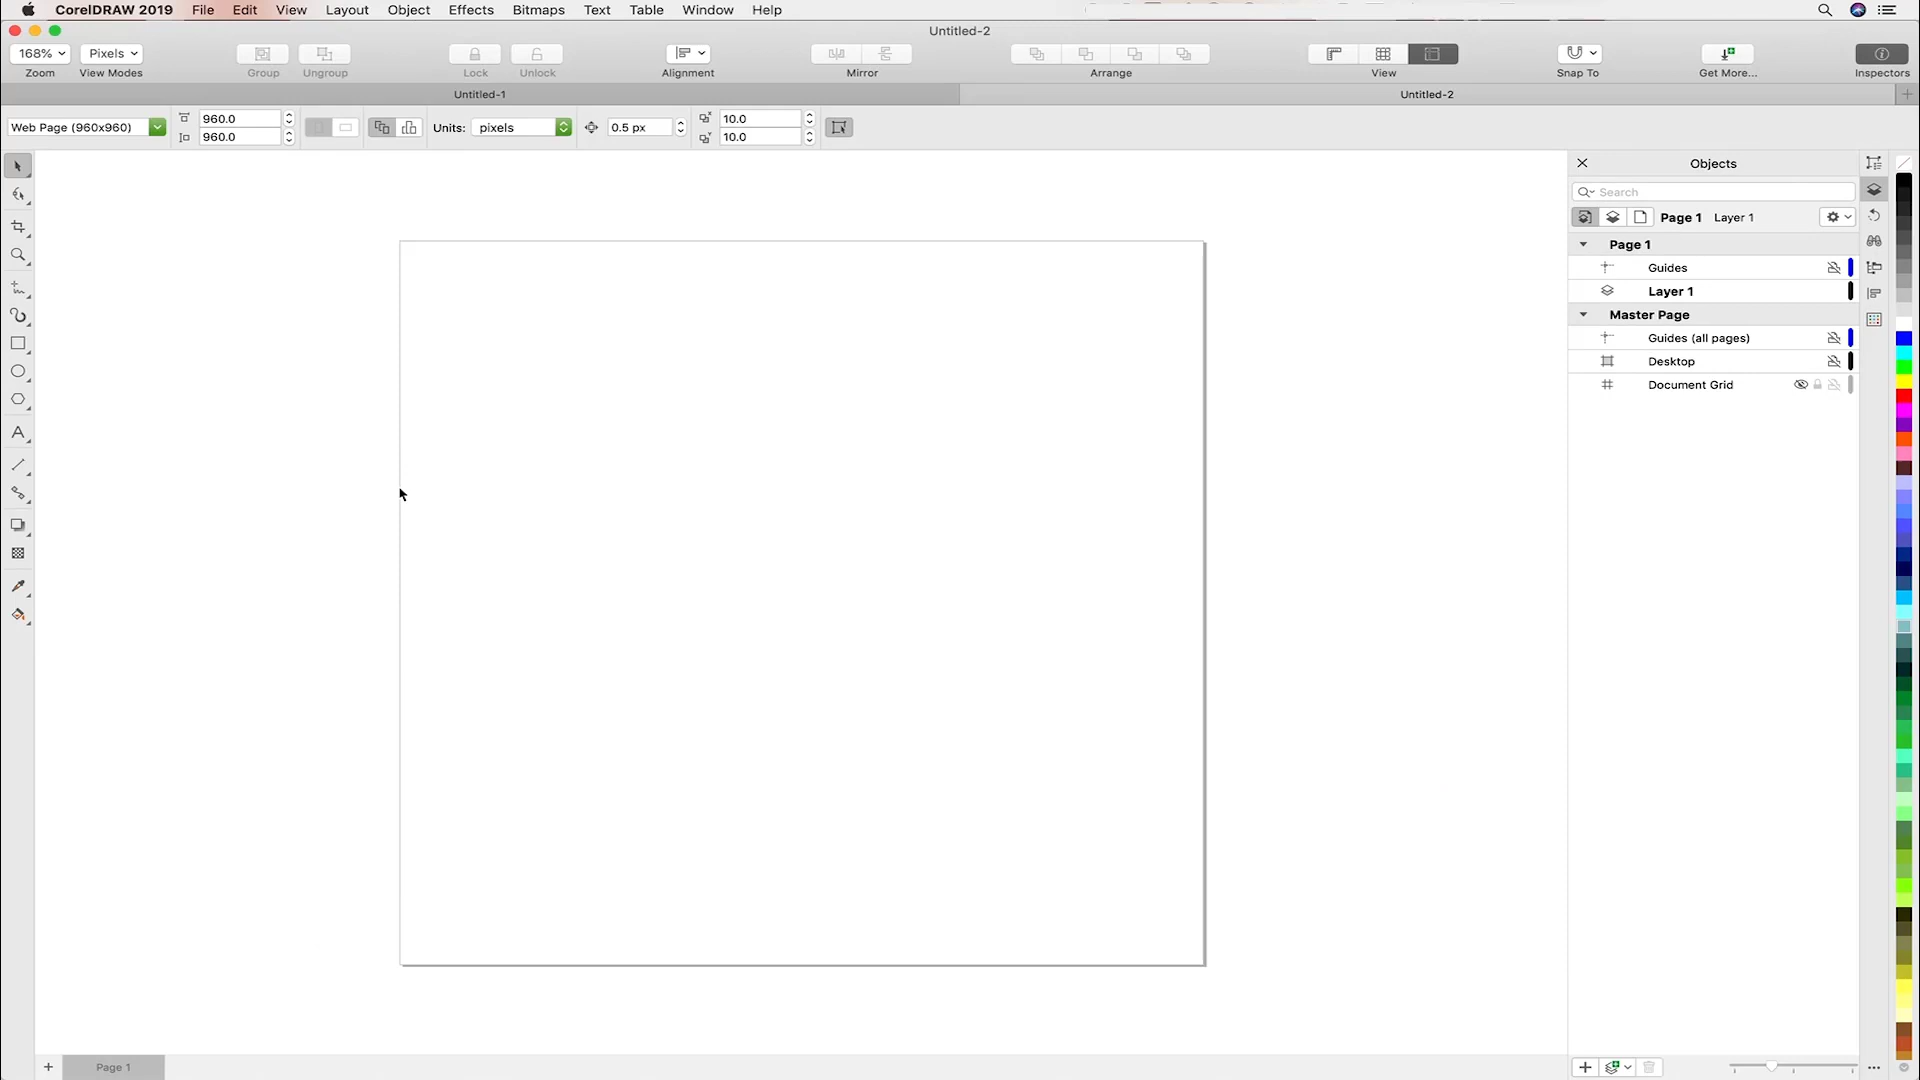 CorelDRAW 2019 File Edit View Layout Object Effects Bitmaps Text Table Window Help
Untitled-2
168% Pixels
Zoom View Modes Group Ungroup Lock Unlock Alignment Mirror Arrange View Snap To Get More... Inspectors
Untitled-1 Untitled-2
Web Page (960x960) 960.0 960.0 Units: pixels 0.5 px 10.0 10.0
Objects
Search
Page 1 Layer 1
Page 1
Guides
Layer 1
Master Page
Guides (all pages)
Desktop
Document Grid
Page 1